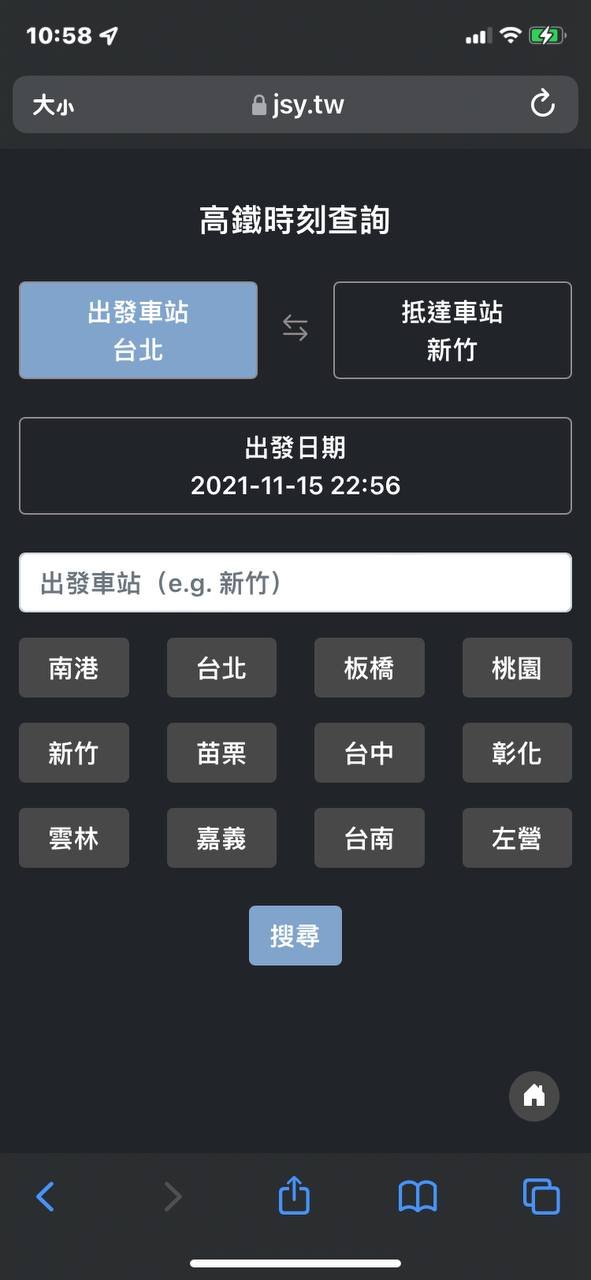 10:58
大小
jsy.tw
高鐵時刻查詢
出發車站
台北
抵達車站
新竹
出發日期
2021-11-15 22:56
出發車站（e.g. 新竹）
南港 台北 板橋 桃園
新竹 苗栗 台中 彰化
雲林 嘉義 台南 左營
搜尋